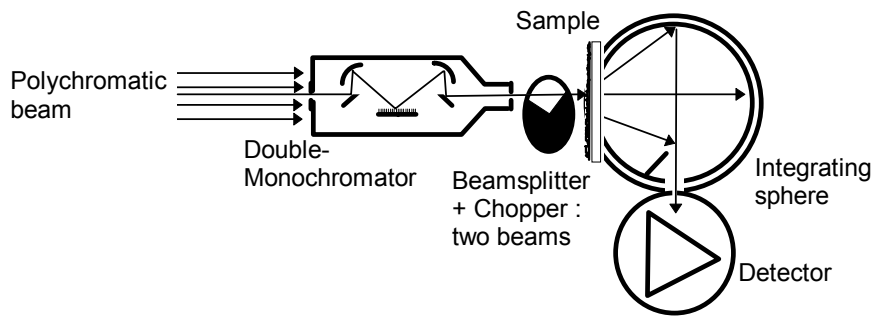 Sample
Polychromatic
beam
Double-
Monochromator
Beamsplitter
+ Chopper :
two beams
Integrating
sphere
Detector